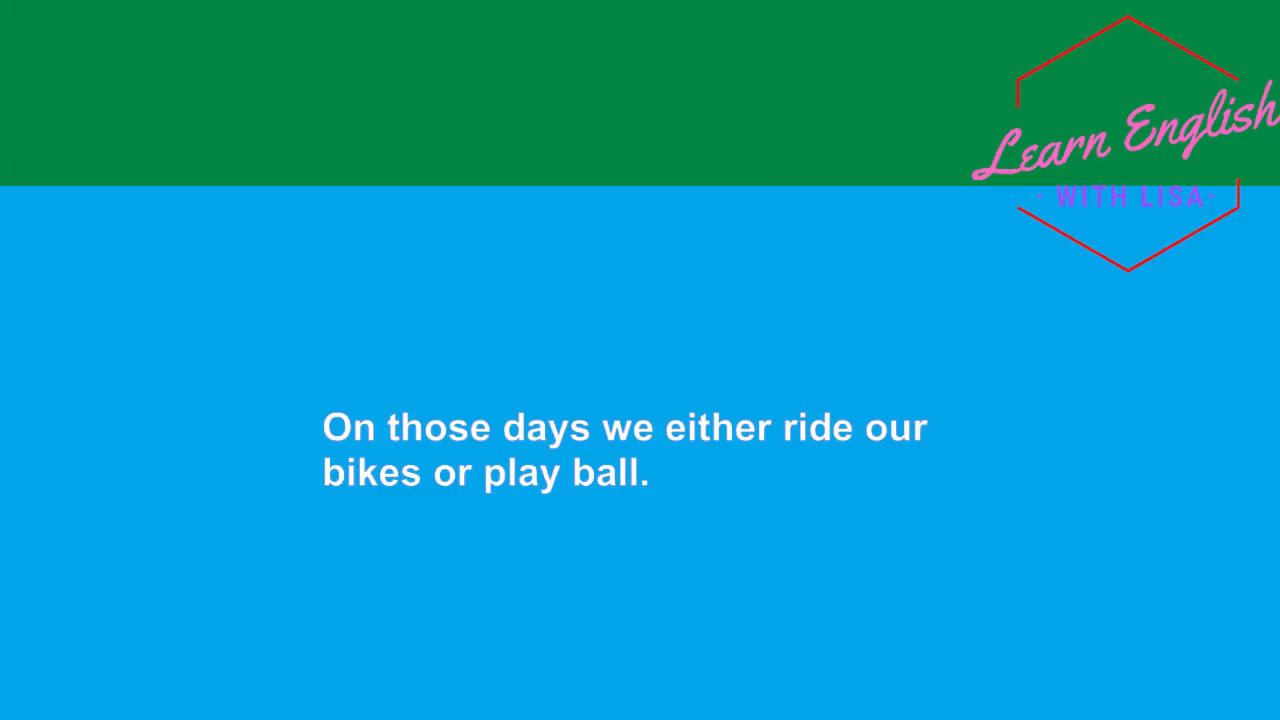 Learn English
· WITH LISA·
On those days we either ride our
bikes or play ball.